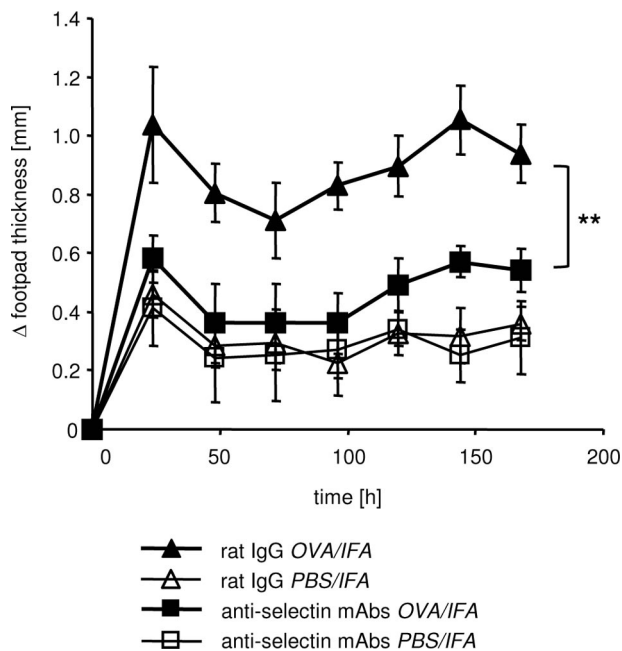 1.4
1.2
1.0
0.8
0.6
0.4
0.2
0
Δ footpad thickness [mm]
**
0 50 100 150 200
time [h]
rat IgG OVA/IFA
rat IgG PBS/IFA
anti-selectin mAbs OVA/IFA
anti-selectin mAbs PBS/IFA